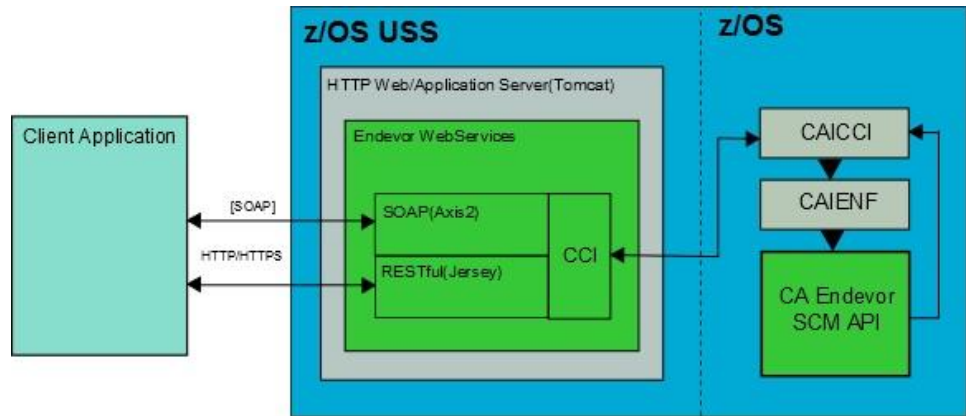 z/OS USS
z/OS
HTTP Web/Application Server(Tomcat)
Client Application
Endevor WebServices
CAICCI
[SOAP]
SOAP(Axis2)
CAIENF
HTTP/HTTPS
CCI
RESTful(Jersey)
CA Endevor
SCM API